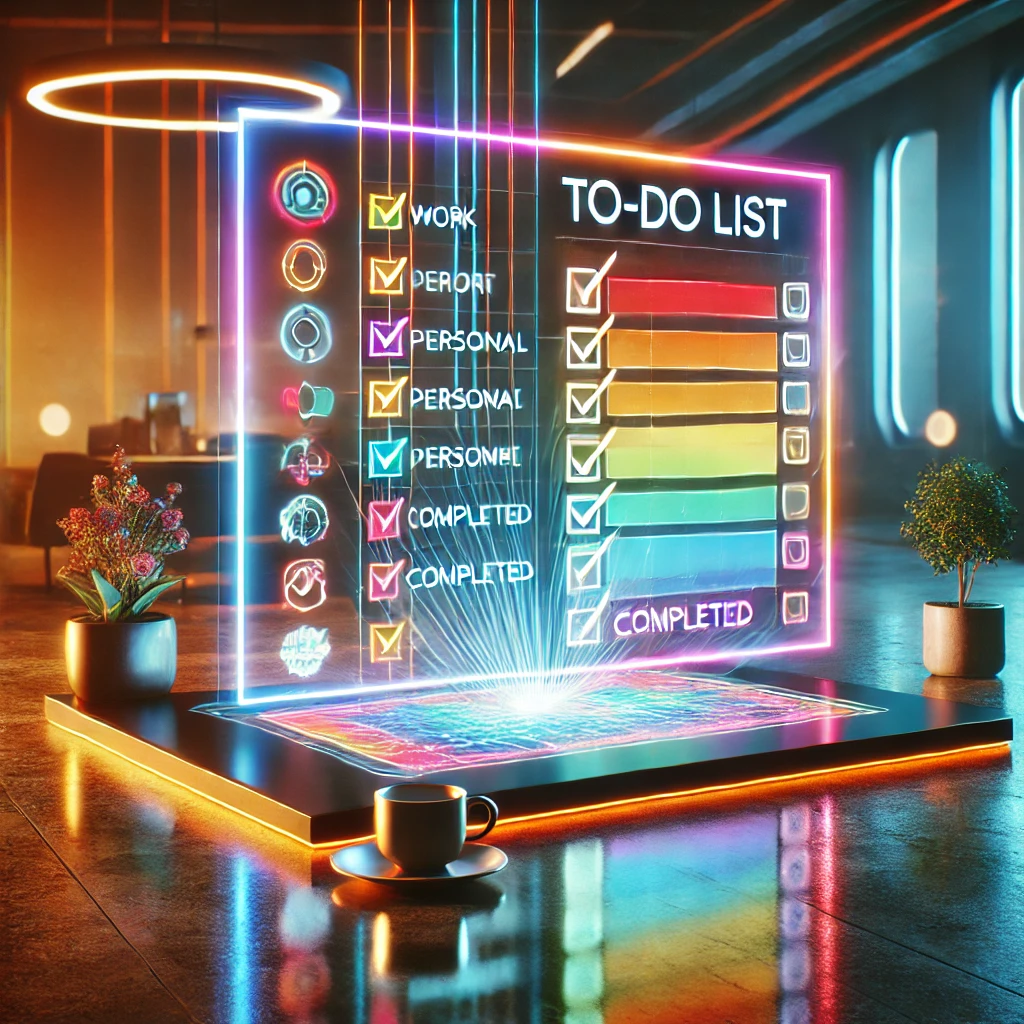 TO-DO LIST
WORK
PERORT
PERSONAL
PERSONAL
PERSONEL
COMPLETED
COMPLETED
COMPLETED